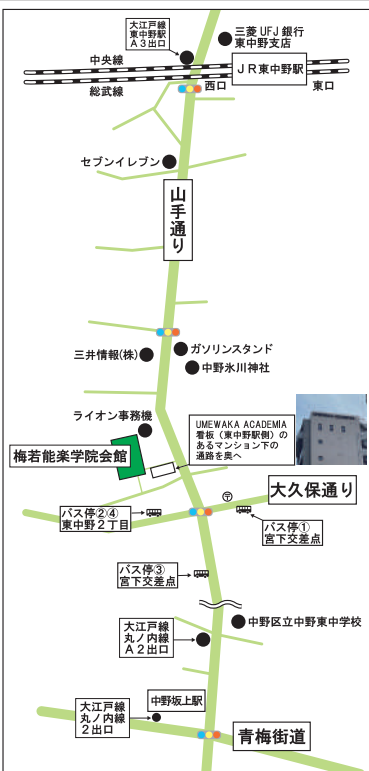 大江戸線
東中野駅
A3出口
三菱UFJ銀行
東中野支店
中央線
総武線
西口
JR東中野駅
東口
セブンイレブン
山手通り
三井情報(株)
ガソリンスタンド
中野氷川神社
ライオン事務機
UMEWAKA ACADEMIA
看板（東中野駅側）の
あるマンション下の
通路を奥へ
梅若能楽学院会館
大久保通り
〒
バス停②④
東中野2丁目
バス停①
宮下交差点
バス停③
宮下交差点
中野区立中野東中学校
大江戸線
丸ノ内線
A2出口
大江戸線
丸ノ内線
2出口
中野坂上駅
青梅街道